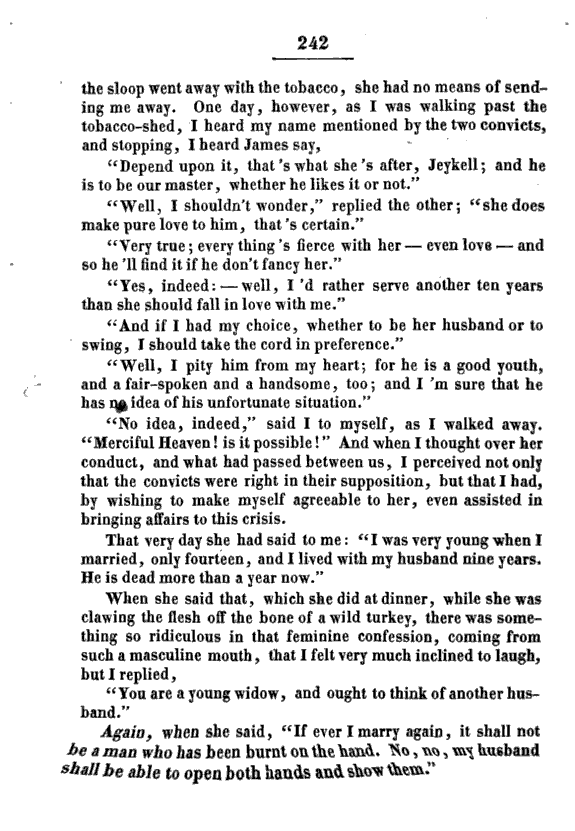 242
the sloop went away with the tobacco, she had no means of send-
ing me away. One day, however, as I was walking past the
tobacco-shed, I heard my name mentioned by the two convicts,
and stopping, I heard James say,
“Depend upon it, that's what she's after, Jeykell; and he
is to be our master, whether he likes it or not.”
“Well, I shouldn't wonder,” replied the other; “she does
make pure love to him, that's certain.”
“Very true; every thing's fierce with her — even love — and
so he'll find it if he don't fancy her.”
“Yes, indeed: — well, I'd rather serve another ten years
than she should fall in love with me.”
“And if I had my choice, whether to be her husband or to
swing, I should take the cord in preference.”
“Well, I pity him from my heart; for he is a good youth,
and a fair-spoken and a handsome, too; and I'm sure that he
has no idea of his unfortunate situation.”
“No idea, indeed,” said I to myself, as I walked away.
“Merciful Heaven! is it possible!” And when I thought over her
conduct, and what had passed between us, I perceived not only
that the convicts were right in their supposition, but that I had,
by wishing to make myself agreeable to her, even assisted in
bringing affairs to this crisis.
That very day she had said to me: “I was very young when I
married, only fourteen, and I lived with my husband nine years.
He is dead more than a year now.”
When she said that, which she did at dinner, while she was
clawing the flesh off the bone of a wild turkey, there was some-
thing so ridiculous in that feminine confession, coming from
such a masculine mouth, that I felt very much inclined to laugh,
but I replied,
“You are a young widow, and ought to think of another hus-
band.”
Again, when she said, “If ever I marry again, it shall not
be a man who has been burnt on the hand. No, no, my husband
shall be able to open both hands and show them.”